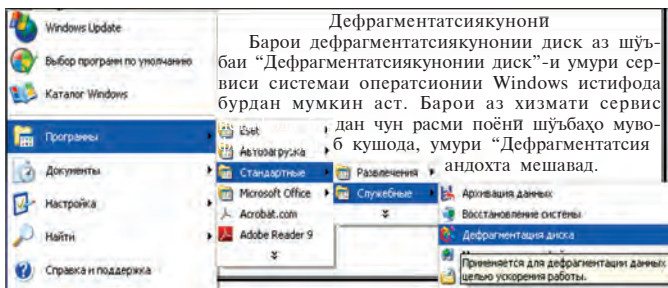 Дефрагментатсиякунонӣ
Барои дефрагментатсиякунонии диск аз шӯъ-
баи “Дефрагментатсиякунонии диск”-и умури сер-
виси системаи оператсионии Windows истифода
бурдан мумкин аст. Барои аз хизмати сервис
дан чун расми поёнӣ шӯъбаҳо муво-
б кушода, умури “Дефрагментатсия
андохта мешавад.
Windows Update
Выбор программ по умолчанию
Каталог Windows
Программы
Документы
Настройка
Найти
Справка и поддержка
Eset
Автозагрузка
Стандартные
Microsoft Office
Acrobat.com
Adobe Reader 9
Развлечения
Служебные
Архивация данных
Восстановление системы
Дефрагментация диска
Применяется для дефрагментации данных
целью ускорения работы.